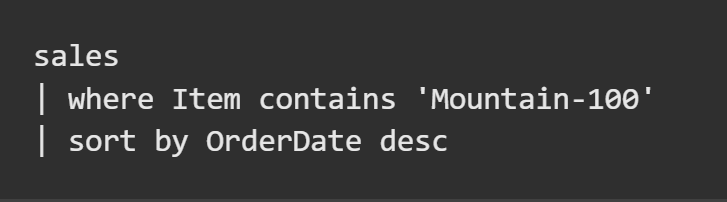 sales
| where Item contains 'Mountain-100'
| sort by OrderDate desc